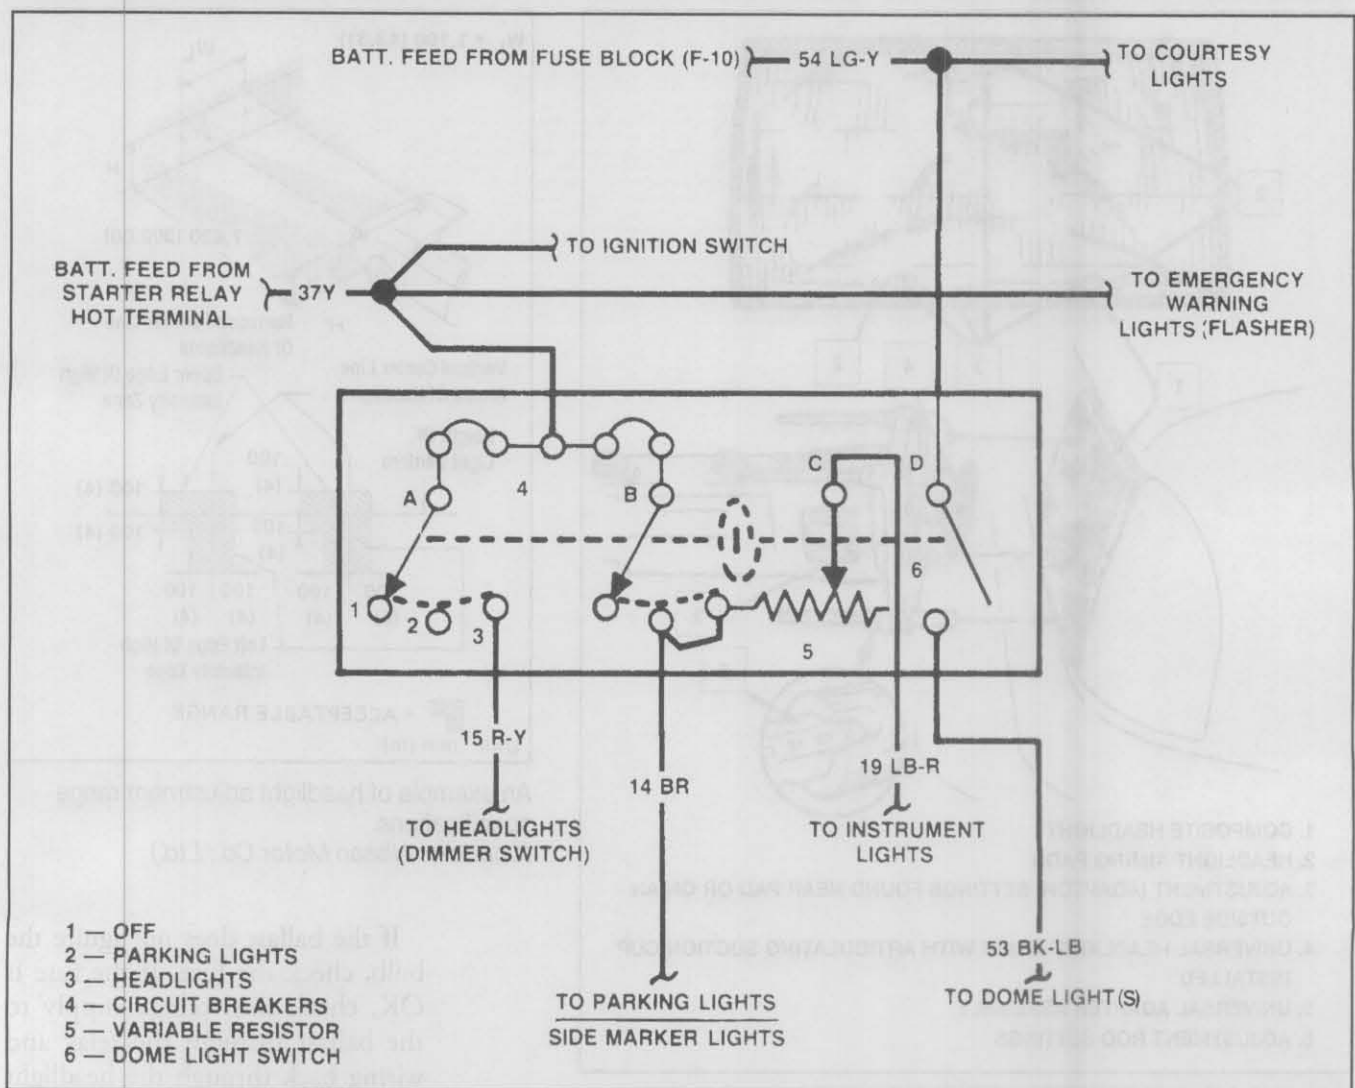 BATT. FEED FROM FUSE BLOCK (F-10)
54 LG-Y
TO COURTESY
LIGHTS
TO IGNITION SWITCH
BATT. FEED FROM
STARTER RELAY
HOT TERMINAL
37Y
TO EMERGENCY
WARNING
LIGHTS (FLASHER)
A
4
B
C
D
6
1
2
3
5
15 R-Y
14 BR
19 LB-R
TO HEADLIGHTS
(DIMMER SWITCH)
TO INSTRUMENT
LIGHTS
1 — OFF
2 — PARKING LIGHTS
3 — HEADLIGHTS
4 — CIRCUIT BREAKERS
5 — VARIABLE RESISTOR
6 — DOME LIGHT SWITCH
53 BK-LB
TO PARKING LIGHTS
SIDE MARKER LIGHTS
TO DOME LIGHT(S)